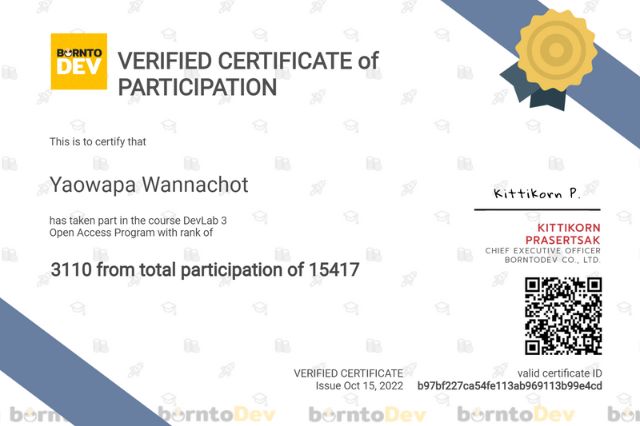 BORNTO
DEV
VERIFIED CERTIFICATE of
PARTICIPATION
This is to certify that
Yaowapa Wannachot
has taken part in the course DevLab 3
Open Access Program with rank of
3110 from total participation of 15417
Kittikorn P.
KITTIKORN
PRASERTSAK
CHIEF EXECUTIVE OFFICER
BORNTODEV CO., LTD.
VERIFIED CERTIFICATE
Issue Oct 15, 2022
valid certificate ID
b97bf227ca54fe113ab969113b99e4cd
borntoDev borntoDev borntoDev borntoDev